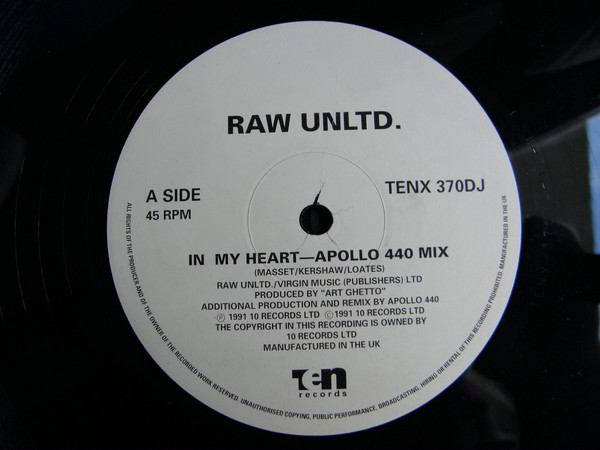 RAW UNLTD.
A SIDE
45 RPM
TENX 370DJ
IN MY HEART—APOLLO 440 MIX
(MASSET/KERSHAW/LOATES)
RAW UNLTD./VIRGIN MUSIC (PUBLISHERS) LTD
PRODUCED BY "ART GHETTO"
ADDITIONAL PRODUCTION AND REMIX BY APOLLO 440
℗ 1991 10 RECORDS LTD © 1991 10 RECORDS LTD
THE COPYRIGHT IN THIS RECORDING IS OWNED BY
10 RECORDS LTD
MANUFACTURED IN THE UK
Ten
records
ALL RIGHTS OF THE PRODUCER AND OF THE OWNER OF THE RECORDED WORK RESERVED. UNAUTHORISED COPYING, PUBLIC PERFORMANCE, BROADCASTING, HIRING OR RENTAL OF THIS RECORDING PROHIBITED. MANUFACTURED IN THE UK